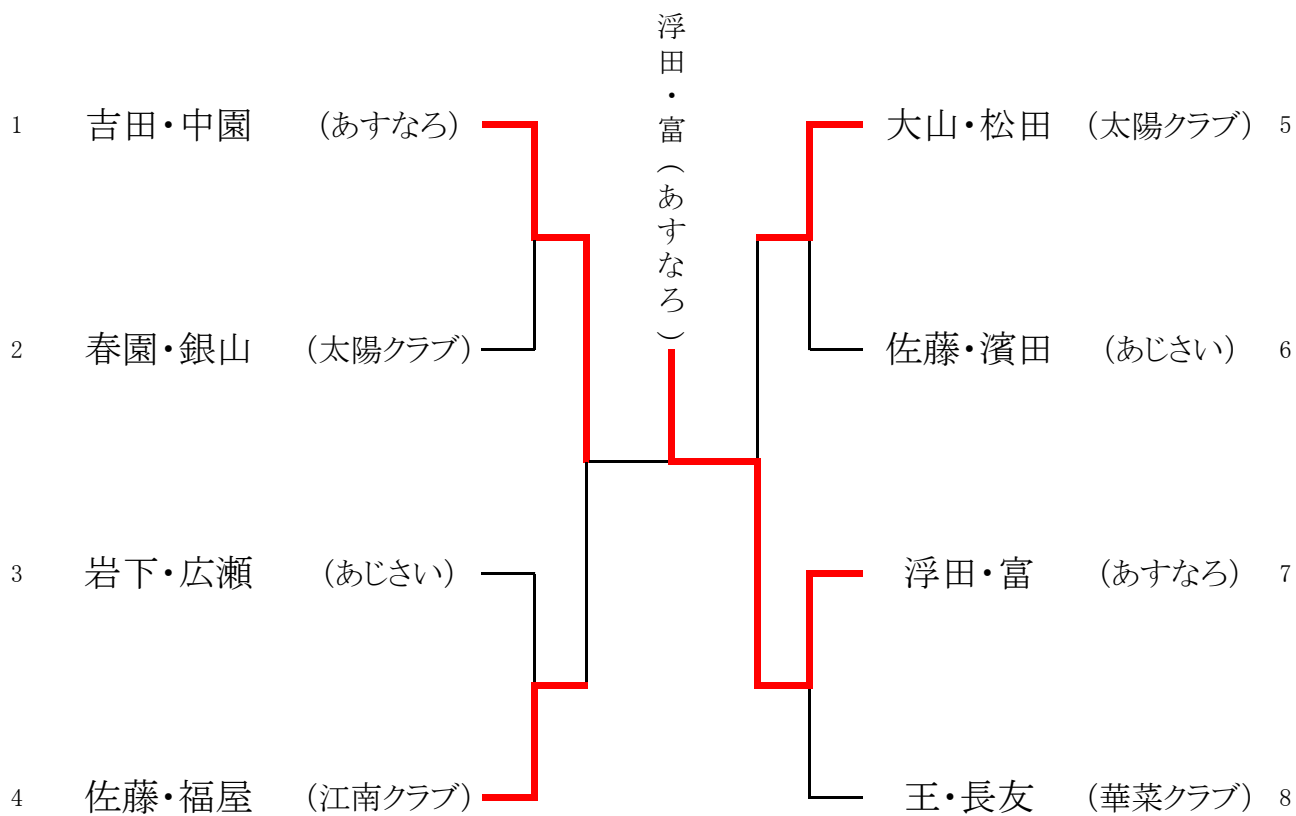 浮田・富(あすなろ)
1 吉田・中園 (あすなろ)
大山・松田 (太陽クラブ) 5
2 春園・銀山 (太陽クラブ)
佐藤・濱田 (あじさい) 6
3 岩下・広瀬 (あじさい)
浮田・富 (あすなろ) 7
4 佐藤・福屋 (江南クラブ)
王・長友 (華菜クラブ) 8